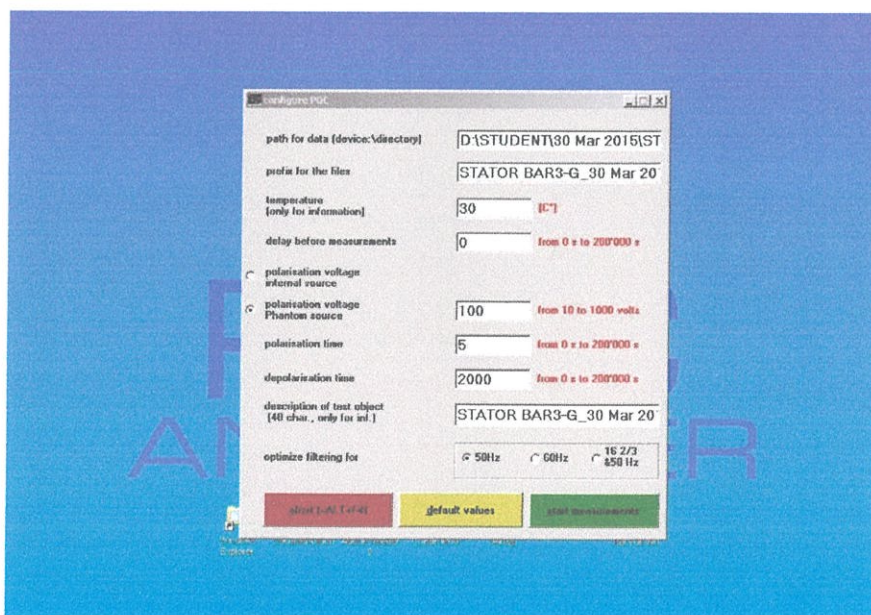 configure PDC
path for data (device:\directory)
D:\STUDENT\30 Mar 2015\ST
prefix for the files
STATOR BAR3-G_30 Mar 20
temperature
(only for information)
30
[C°]
delay before measurements
0
from 0 s to 200'000 s
polarisation voltage
internal source
polarisation voltage
Phantom source
100
from 10 to 1000 volts
polarisation time
5
from 0 s to 200'000 s
depolarisation time
2000
from 0 s to 200'000 s
description of test object
(40 char., only for inf.)
STATOR BAR3-G_30 Mar 20
optimize filtering for
50Hz
60Hz
16 2/3
&50 Hz
default values
start measurements
Explorer